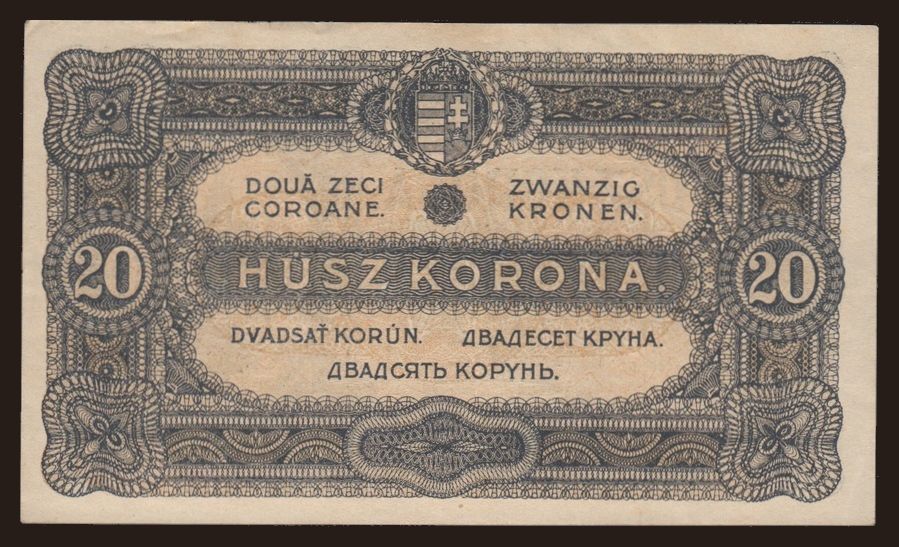 DOUĂ ZECI
COROANE.
ZWANZIG
KRONEN.
20
HÚSZ KORONA.
20
DVADSAŤ KORÚN.
ДВАДЕСЕТ КРУНА.
ДВАДСЯТЬ КОРУНЬ.